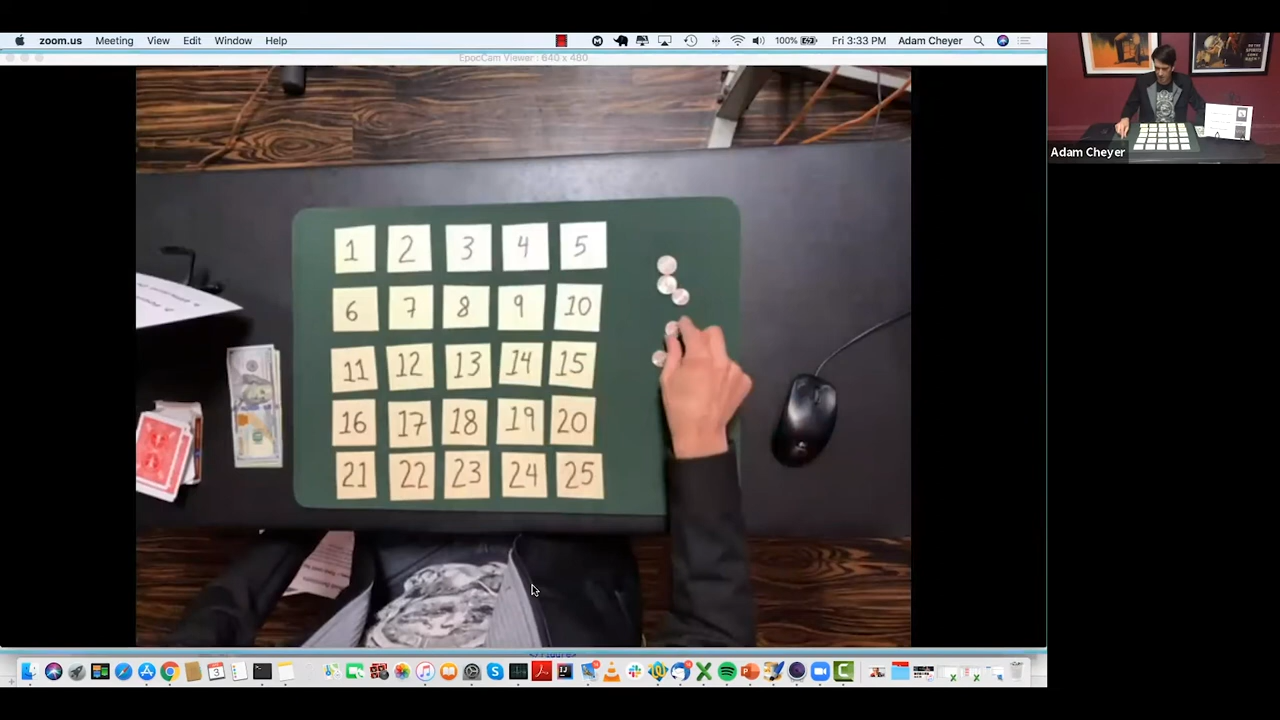 zoom.us Meeting View Edit Window Help 100% Fri 3:33 PM Adam Cheyer
EpocCam Viewer : 640 x 480
Adam Cheyer
1 2 3 4 5
6 7 8 9 10
11 12 13 14 15
16 17 18 19 20
21 22 23 24 25